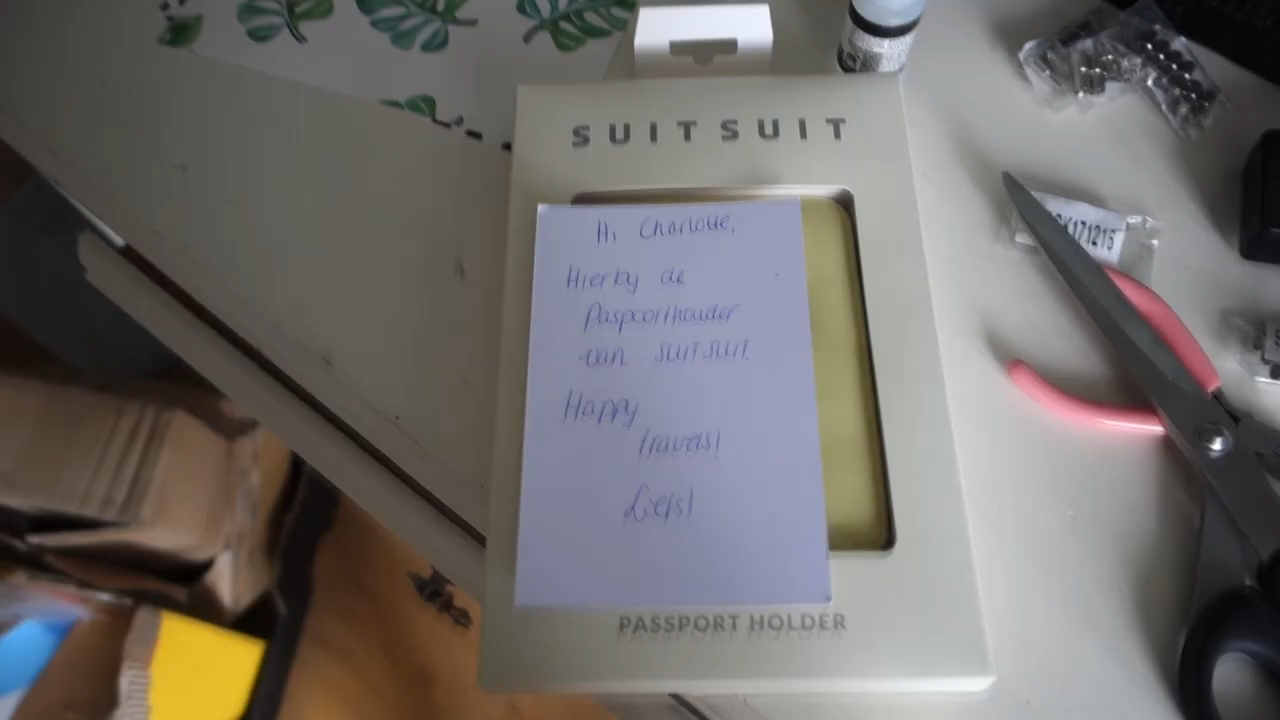 SUITSUIT
Hi Charlotte,
Hierbij de
Paspoorthouder
van SUITSUIT.
Happy
Travels!
Liefs!
PASSPORT HOLDER